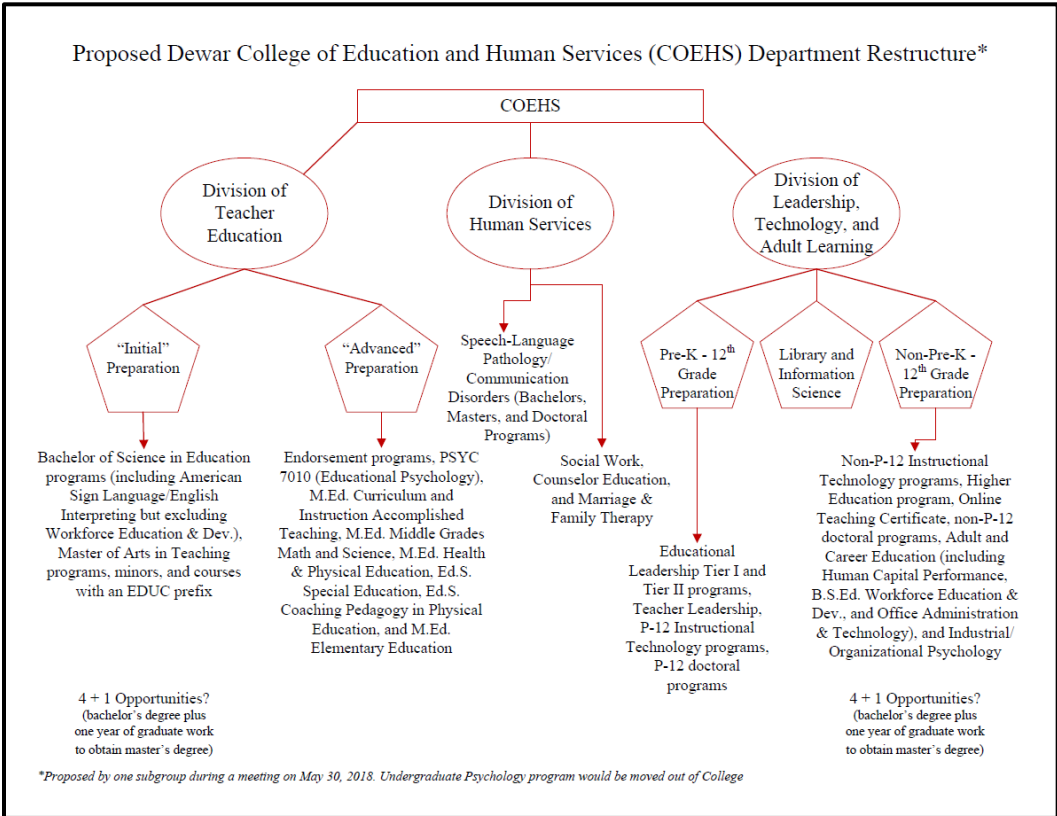 Proposed Dewar College of Education and Human Services (COEHS) Department Restructure*
COEHS
Division of
Teacher
Education
Division of
Human Services
Division of
Leadership,
Technology, and
Adult Learning
“Initial”
Preparation
“Advanced”
Preparation
Speech-Language
Pathology/
Communication
Disorders (Bachelors,
Masters, and Doctoral
Programs)
Pre-K - 12th
Grade
Preparation
Library and
Information
Science
Non-Pre-K -
12th Grade
Preparation
Bachelor of Science in Education
programs (including American
Sign Language/English
Interpreting but excluding
Workforce Education & Dev.),
Master of Arts in Teaching
programs, minors, and courses
with an EDUC prefix
Endorsement programs, PSYC
7010 (Educational Psychology),
M.Ed. Curriculum and
Instruction Accomplished
Teaching, M.Ed. Middle Grades
Math and Science, M.Ed. Health
& Physical Education, Ed.S.
Special Education, Ed.S.
Coaching Pedagogy in Physical
Education, and M.Ed.
Elementary Education
Social Work,
Counselor Education,
and Marriage &
Family Therapy
Educational
Leadership Tier I and
Tier II programs,
Teacher Leadership,
P-12 Instructional
Technology programs,
P-12 doctoral
programs
Non-P-12 Instructional
Technology programs, Higher
Education program, Online
Teaching Certificate, non-P-12
doctoral programs, Adult and
Career Education (including
Human Capital Performance,
B.S.Ed. Workforce Education &
Dev., and Office Administration
& Technology), and Industrial/
Organizational Psychology
4 + 1 Opportunities?
(bachelor’s degree plus
one year of graduate work
to obtain master’s degree)
4 + 1 Opportunities?
(bachelor’s degree plus
one year of graduate work
to obtain master’s degree)
*Proposed by one subgroup during a meeting on May 30, 2018. Undergraduate Psychology program would be moved out of College